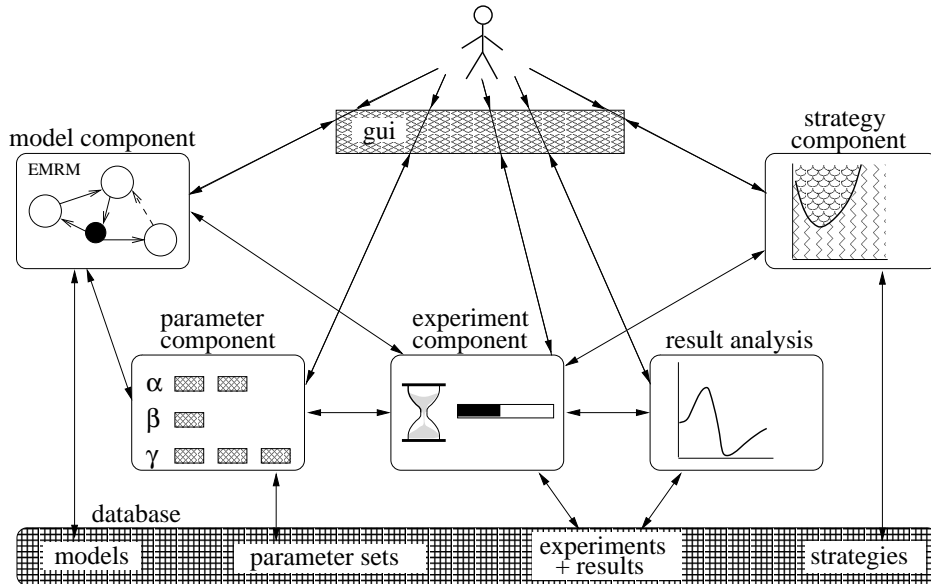 gui
model component
strategy
component
EMRM
parameter
component
experiment
component
result analysis
α
β
γ
database
models
parameter sets
experiments
+ results
strategies